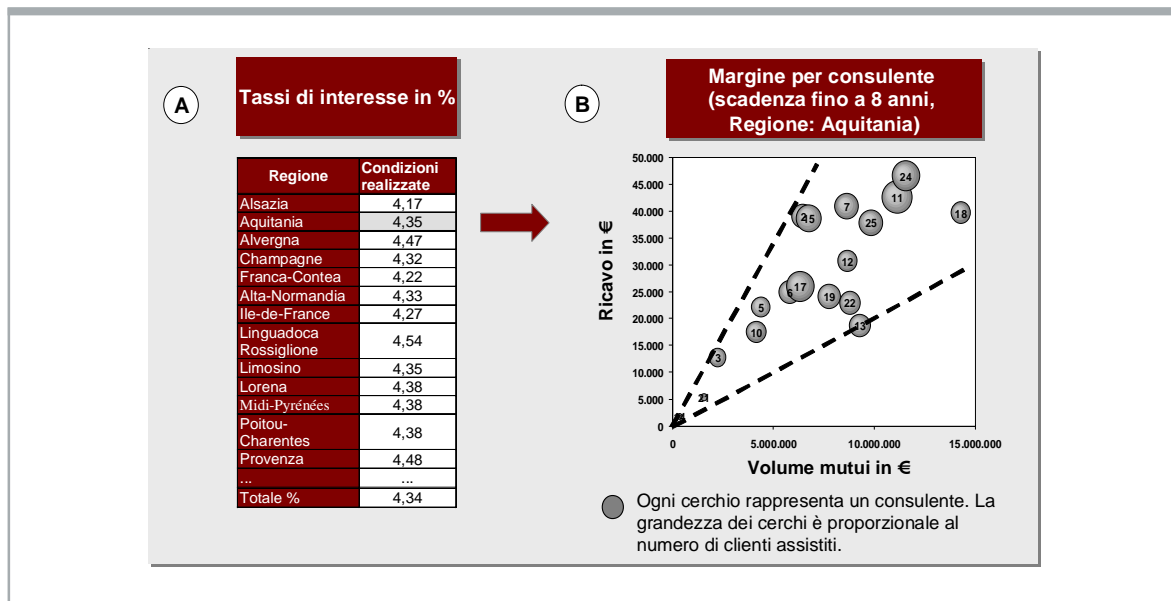 A
Tassi di interesse in %
Regione Condizioni
realizzate
Alsazia 4,17
Aquitania 4,35
Alvergna 4,47
Champagne 4,32
Franca-Contea 4,22
Alta-Normandia 4,33
Ile-de-France 4,27
Linguadoca
Rossiglione 4,54
Limosino 4,35
Lorena 4,38
Midi-Pyrénées 4,38
Poitou-
Charentes 4,38
Provenza 4,48
... ...
Totale % 4,34
B
Margine per consulente
(scadenza fino a 8 anni,
Regione: Aquitania)
Ricavo in €
50.000
45.000
40.000
35.000
30.000
25.000
20.000
15.000
10.000
5.000
0
24
11
7
18
2
15
25
12
17
6
19
22
5
13
10
3
0 5.000.000 10.000.000 15.000.000
Volume mutui in €
Ogni cerchio rappresenta un consulente. La
grandezza dei cerchi è proporzionale al
numero di clienti assistiti.